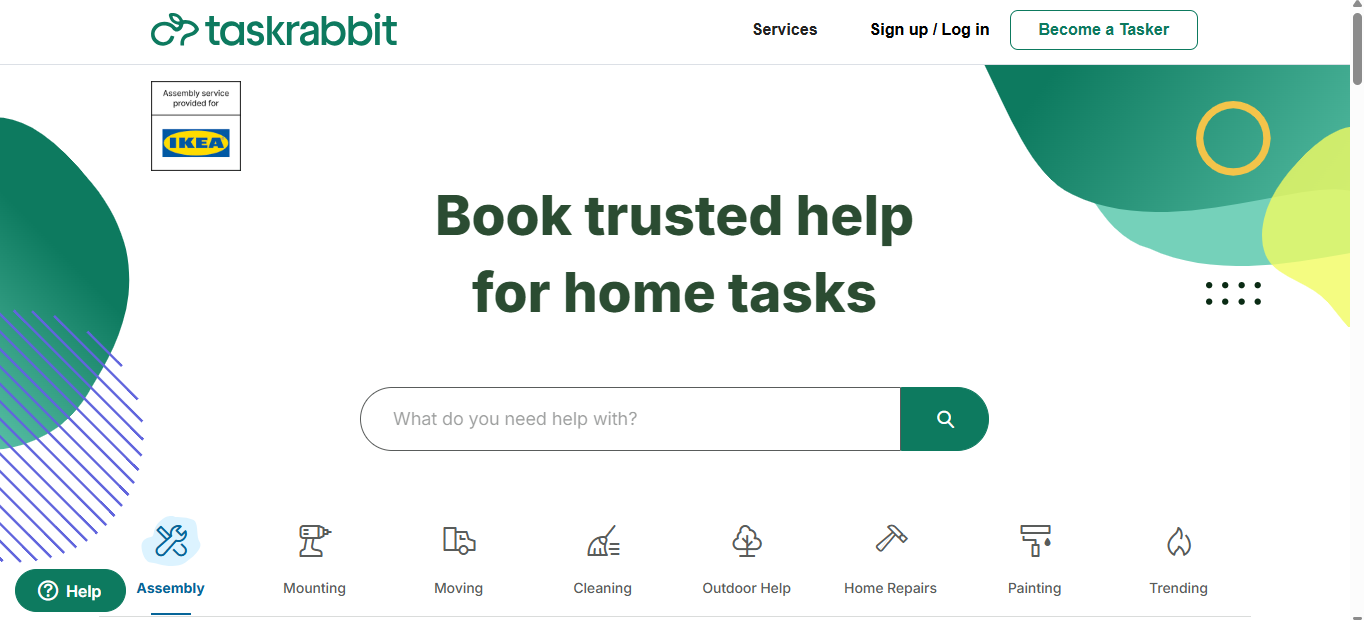 taskrabbit
Services
Sign up / Log in
Become a Tasker
Assembly service
provided for
IKEA
Book trusted help
for home tasks
What do you need help with?
Assembly
Mounting
Moving
Cleaning
Outdoor Help
Home Repairs
Painting
Trending
Help